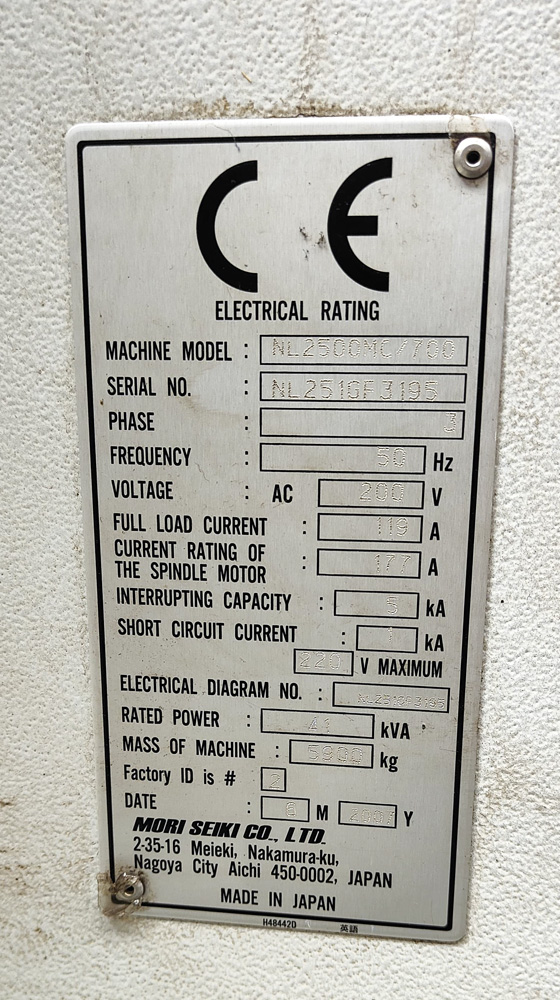 CE
ELECTRICAL RATING
MACHINE MODEL : NL2500MC/700
SERIAL NO. : NL251GF3195
PHASE : 3
FREQUENCY : 50 Hz
VOLTAGE : AC 200 V
FULL LOAD CURRENT : 119 A
CURRENT RATING OF
THE SPINDLE MOTOR : 177 A
INTERRUPTING CAPACITY : 5 kA
SHORT CIRCUIT CURRENT : 1 kA
220 V MAXIMUM
ELECTRICAL DIAGRAM NO. :
RATED POWER : 41 kVA
MASS OF MACHINE : 5900 kg
Factory ID is # : 2
DATE : M Y
MORI SEIKI CO., LTD.
2-35-16 Meieki, Nakamura-ku,
Nagoya City Aichi 450-0002, JAPAN
MADE IN JAPAN
H48442D 英語